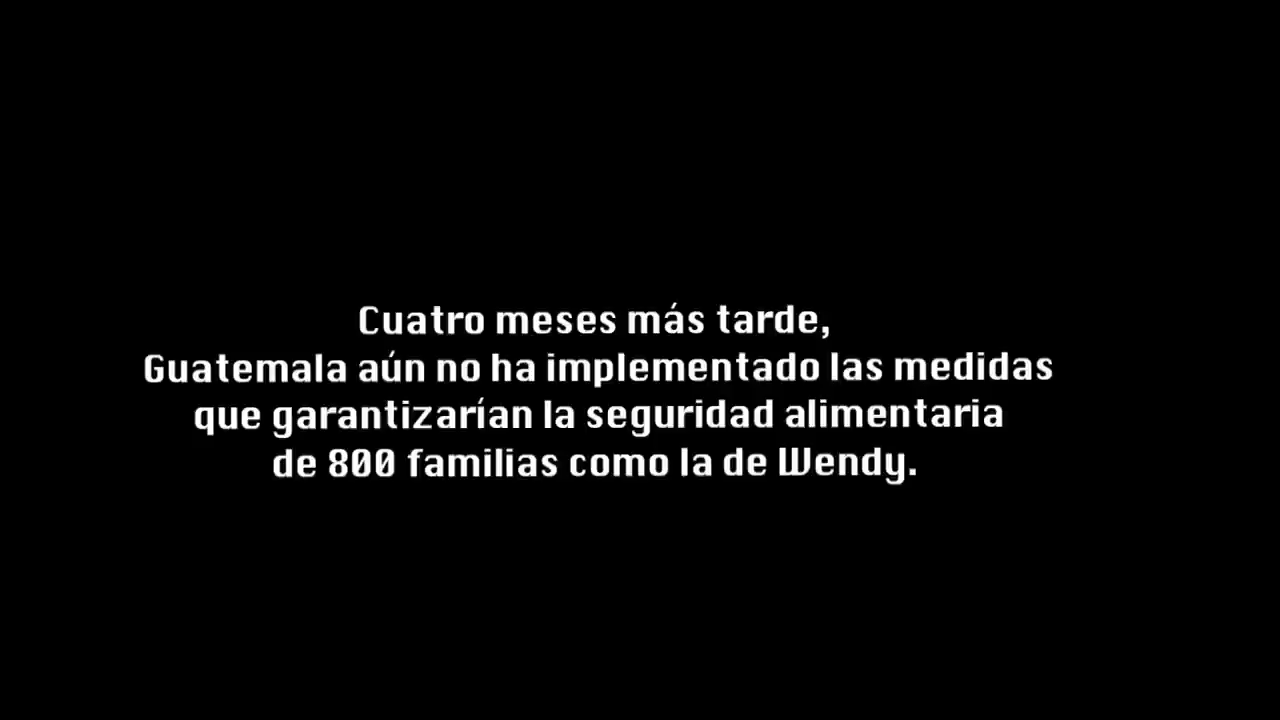 Cuatro meses más tarde,
Guatemala aún no ha implementado las medidas
que garantizarían la seguridad alimentaria
de 800 familias como la de Wendy.